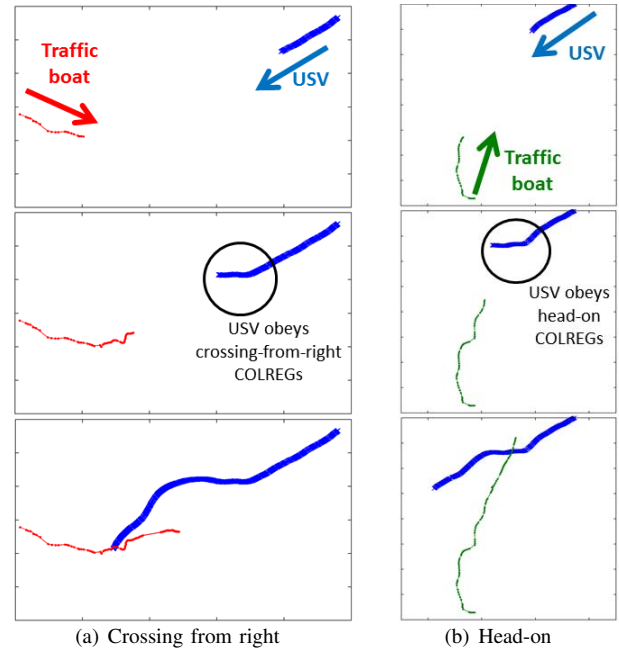 Traffic
boat
USV
USV
Traffic
boat
USV obeys
crossing-from-right
COLREGs
USV obeys
head-on
COLREGs
(a) Crossing from right
(b) Head-on